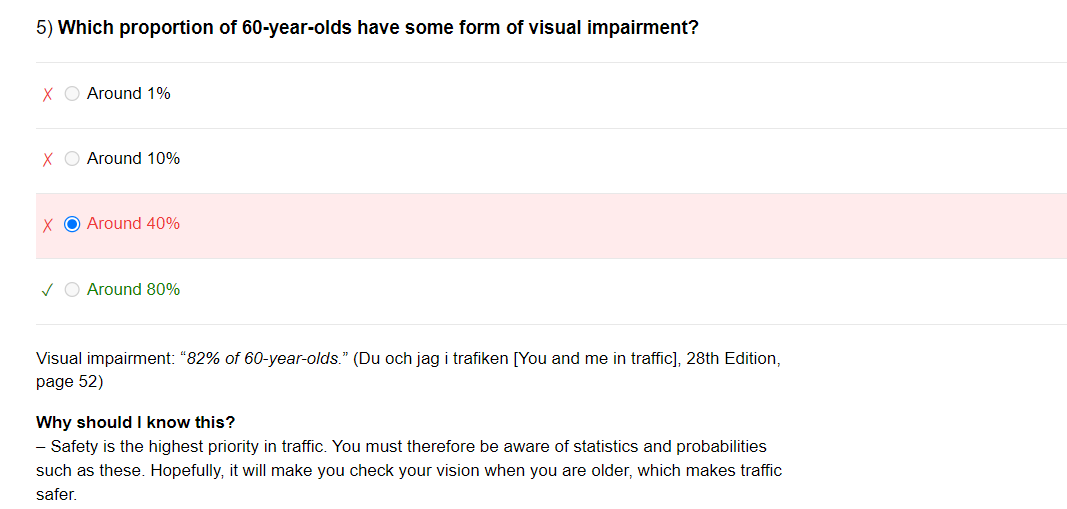 5) Which proportion of 60-year-olds have some form of visual impairment?
✗ Around 1%
✗ Around 10%
✗ Around 40%
✓ Around 80%
Visual impairment: “82% of 60-year-olds.” (Du och jag i trafiken [You and me in traffic], 28th Edition,
page 52)
Why should I know this?
– Safety is the highest priority in traffic. You must therefore be aware of statistics and probabilities
such as these. Hopefully, it will make you check your vision when you are older, which makes traffic
safer.